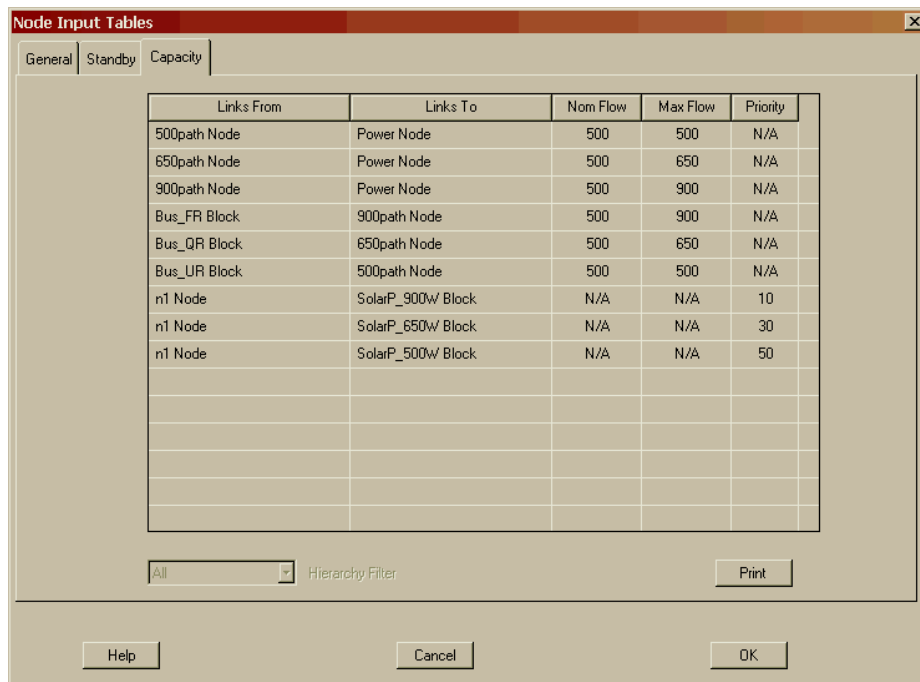 Node Input Tables
General Standby Capacity
Links From Links To Nom Flow Max Flow Priority
500path Node Power Node 500 500 N/A
650path Node Power Node 500 650 N/A
900path Node Power Node 500 900 N/A
Bus_FR Block 900path Node 500 900 N/A
Bus_QR Block 650path Node 500 650 N/A
Bus_UR Block 500path Node 500 500 N/A
n1 Node SolarP_900W Block N/A N/A 10
n1 Node SolarP_650W Block N/A N/A 30
n1 Node SolarP_500W Block N/A N/A 50
All Hierarchy Filter Print
Help Cancel OK